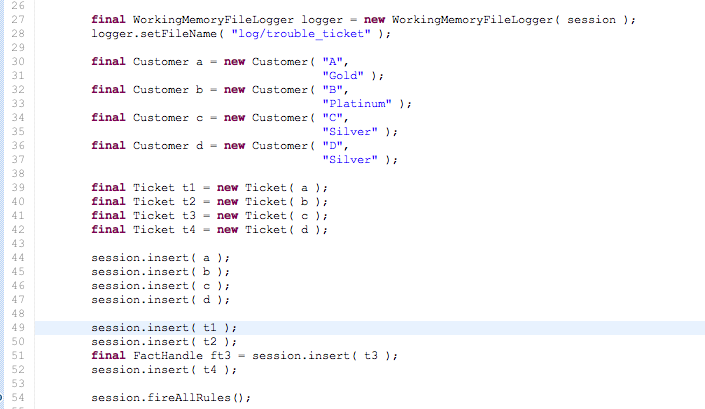 26
27 final WorkingMemoryFileLogger logger = new WorkingMemoryFileLogger( session );
28 logger.setFileName( "log/trouble_ticket" );
29
30 final Customer a = new Customer( "A",
31 "Gold" );
32 final Customer b = new Customer( "B",
33 "Platinum" );
34 final Customer c = new Customer( "C",
35 "Silver" );
36 final Customer d = new Customer( "D",
37 "Silver" );
38
39 final Ticket t1 = new Ticket( a );
40 final Ticket t2 = new Ticket( b );
41 final Ticket t3 = new Ticket( c );
42 final Ticket t4 = new Ticket( d );
43
44 session.insert( a );
45 session.insert( b );
46 session.insert( c );
47 session.insert( d );
48
49 session.insert( t1 );
50 session.insert( t2 );
51 final FactHandle ft3 = session.insert( t3 );
52 session.insert( t4 );
53
54 session.fireAllRules();